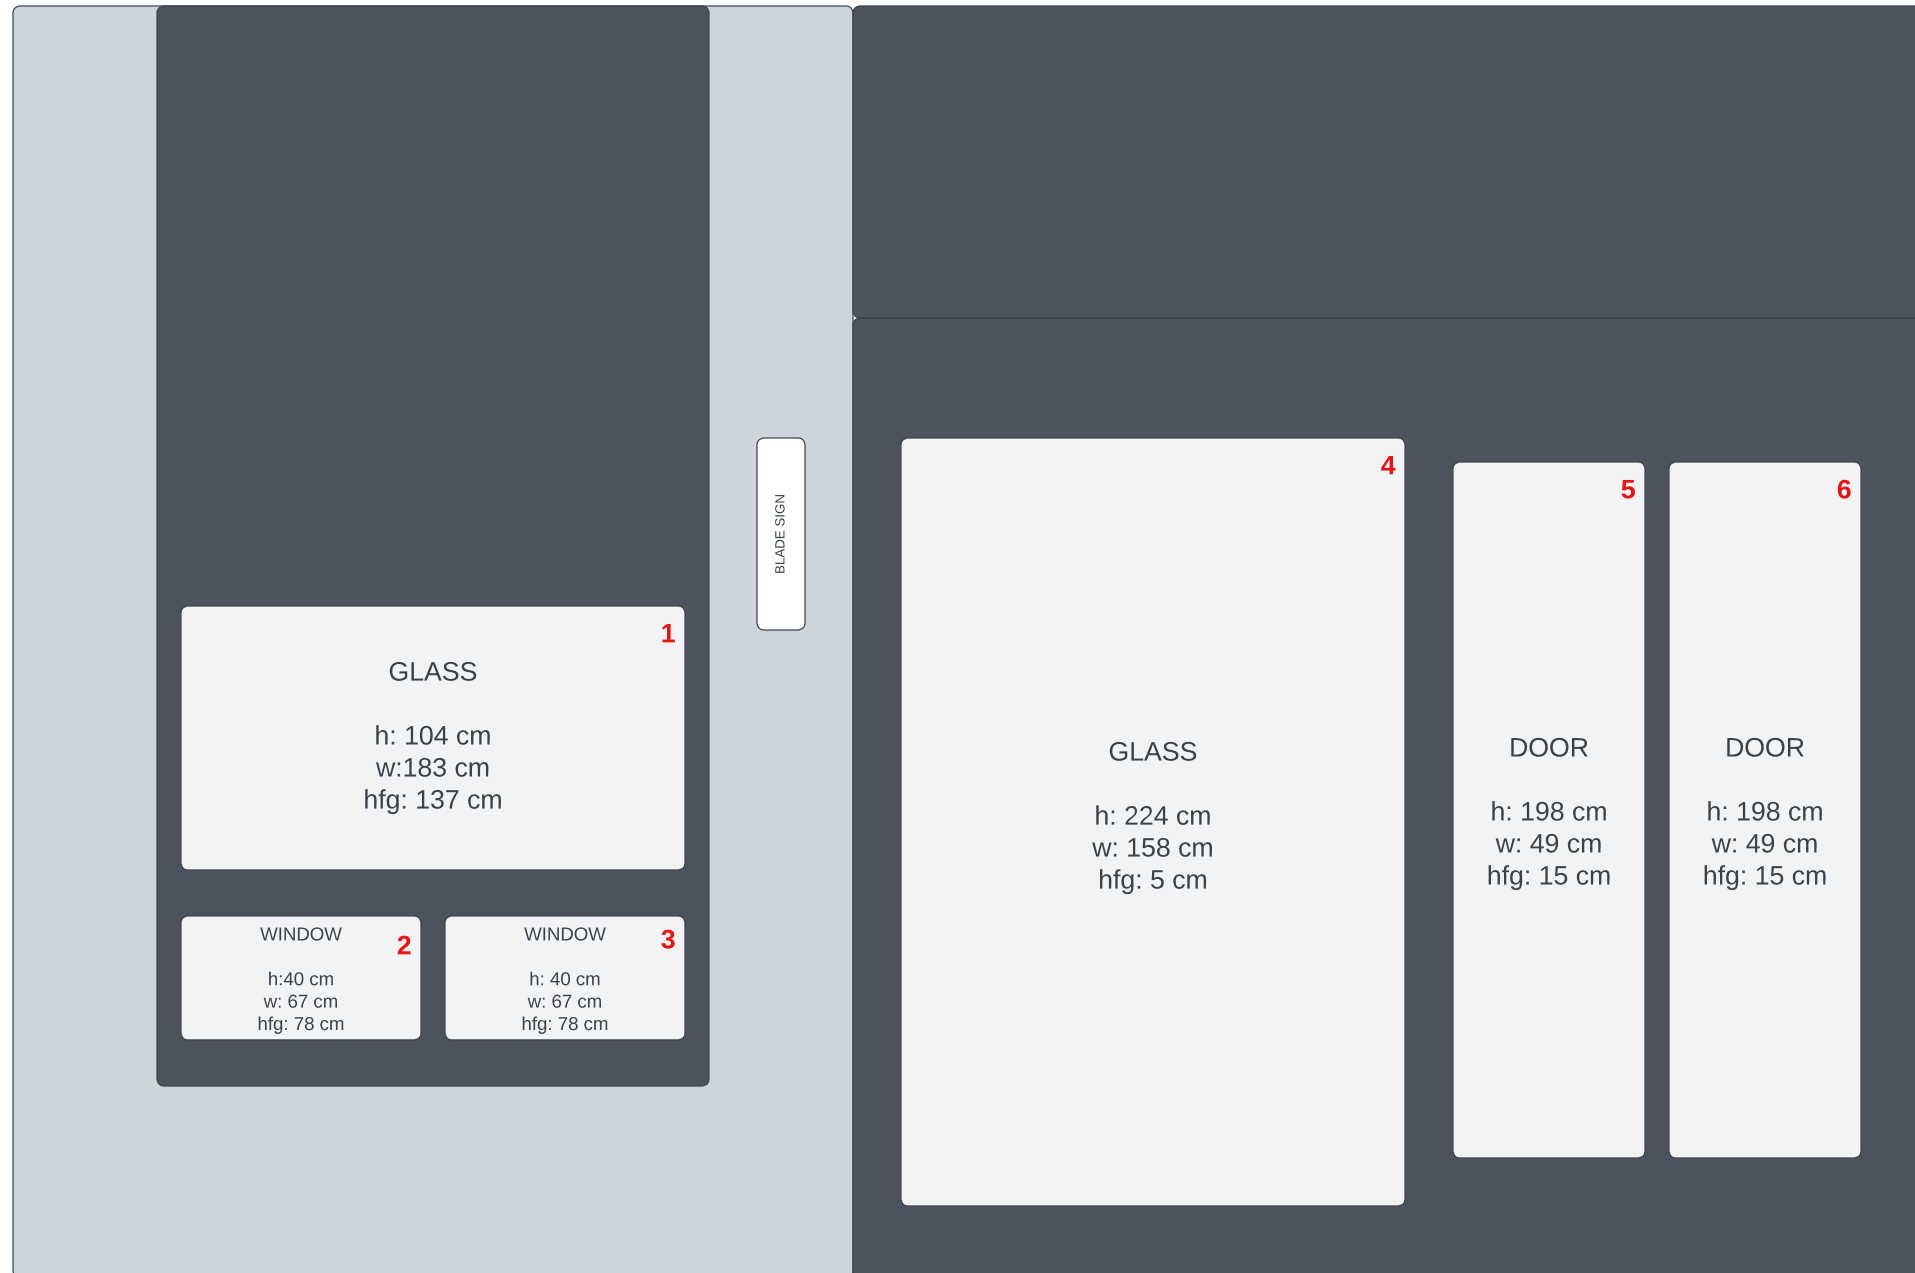 1
GLASS
h: 104 cm
w:183 cm
hfg: 137 cm
2
WINDOW
h:40 cm
w: 67 cm
hfg: 78 cm
3
WINDOW
h: 40 cm
w: 67 cm
hfg: 78 cm
BLADE SIGN
4
GLASS
h: 224 cm
w: 158 cm
hfg: 5 cm
5
DOOR
h: 198 cm
w: 49 cm
hfg: 15 cm
6
DOOR
h: 198 cm
w: 49 cm
hfg: 15 cm